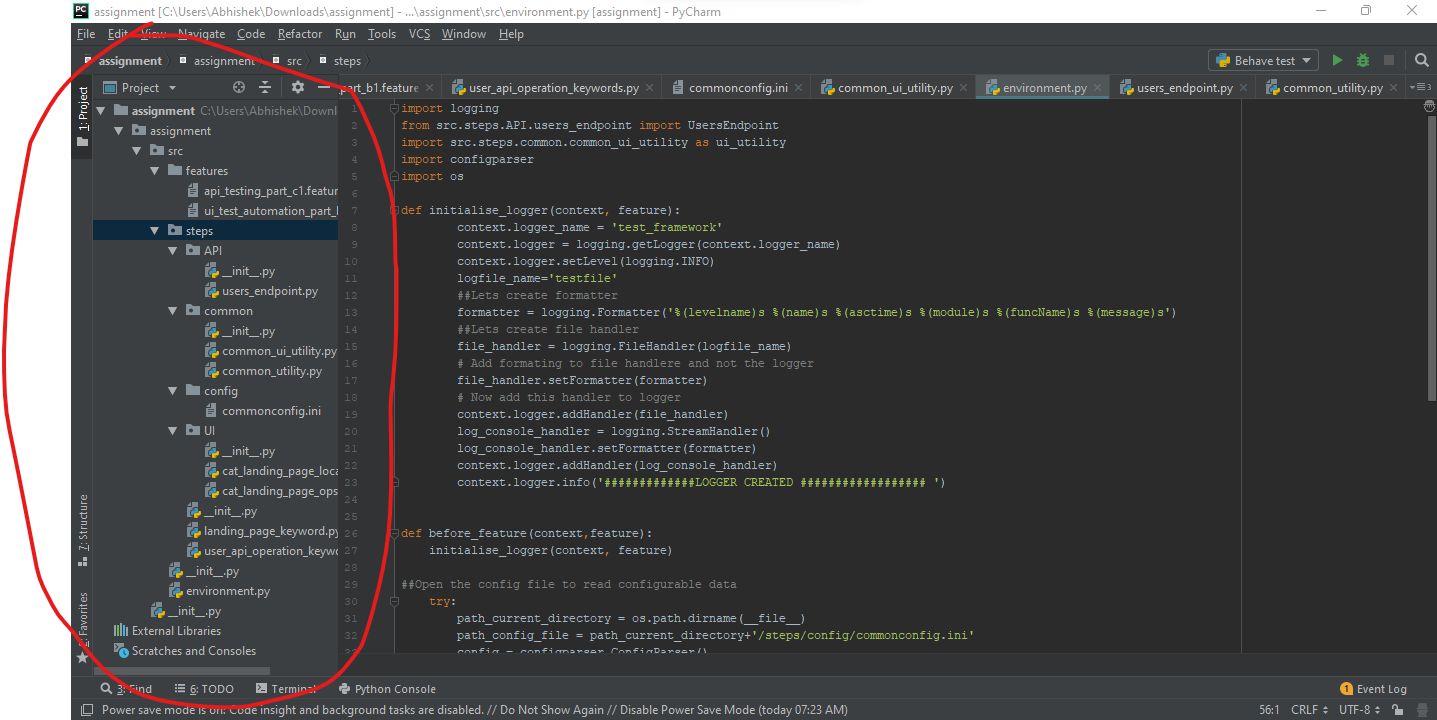 assignment [C:\Users\Abhishek\Downloads\assignment] - ...\assignment\src\environment.py [assignment] - PyCharm
File Edit View Navigate Code Refactor Run Tools VCS Window Help
assignment assignment src steps Behave test
1: Project
Project part_b1.feature user_api_operation_keywords.py commonconfig.ini common_ui_utility.py environment.py users_endpoint.py common_utility.py 3
assignment C:\Users\Abhishek\Downl
assignment
src
features
api_testing_part_c1.featur
ui_test_automation_part_
steps
API
__init__.py
users_endpoint.py
common
__init__.py
common_ui_utility.py
common_utility.py
config
commonconfig.ini
UI
__init__.py
cat_landing_page_loca
cat_landing_page_ops
__init__.py
landing_page_keyword.py
user_api_operation_keywo
__init__.py
environment.py
__init__.py
External Libraries
Scratches and Consoles
7: Structure
Favorites
1 import logging
2 from src.steps.API.users_endpoint import UsersEndpoint
3 import src.steps.common.common_ui_utility as ui_utility
4 import configparser
5 import os
6
7 def initialise_logger(context, feature):
8 context.logger_name = 'test_framework'
9 context.logger = logging.getLogger(context.logger_name)
10 context.logger.setLevel(logging.INFO)
11 logfile_name='testfile'
12 ##Lets create formatter
13 formatter = logging.Formatter('%(levelname)s %(name)s %(asctime)s %(module)s %(funcName)s %(message)s')
14 ##Lets create file handler
15 file_handler = logging.FileHandler(logfile_name)
16 # Add formating to file handlere and not the logger
17 file_handler.setFormatter(formatter)
18 # Now add this handler to logger
19 context.logger.addHandler(file_handler)
20 log_console_handler = logging.StreamHandler()
21 log_console_handler.setFormatter(formatter)
22 context.logger.addHandler(log_console_handler)
23 context.logger.info('#############LOGGER CREATED ################## ')
24
25
26 def before_feature(context,feature):
27 initialise_logger(context, feature)
28
29 ##Open the config file to read configurable data
30 try:
31 path_current_directory = os.path.dirname(__file__)
32 path_config_file = path_current_directory+'/steps/config/commonconfig.ini'
config = configparser.ConfigParser()
3: Find 6: TODO Terminal Python Console 1 Event Log
Power save mode is on: Code insight and background tasks are disabled. // Do Not Show Again // Disable Power Save Mode (today 07:23 AM) 56:1 CRLF UTF-8